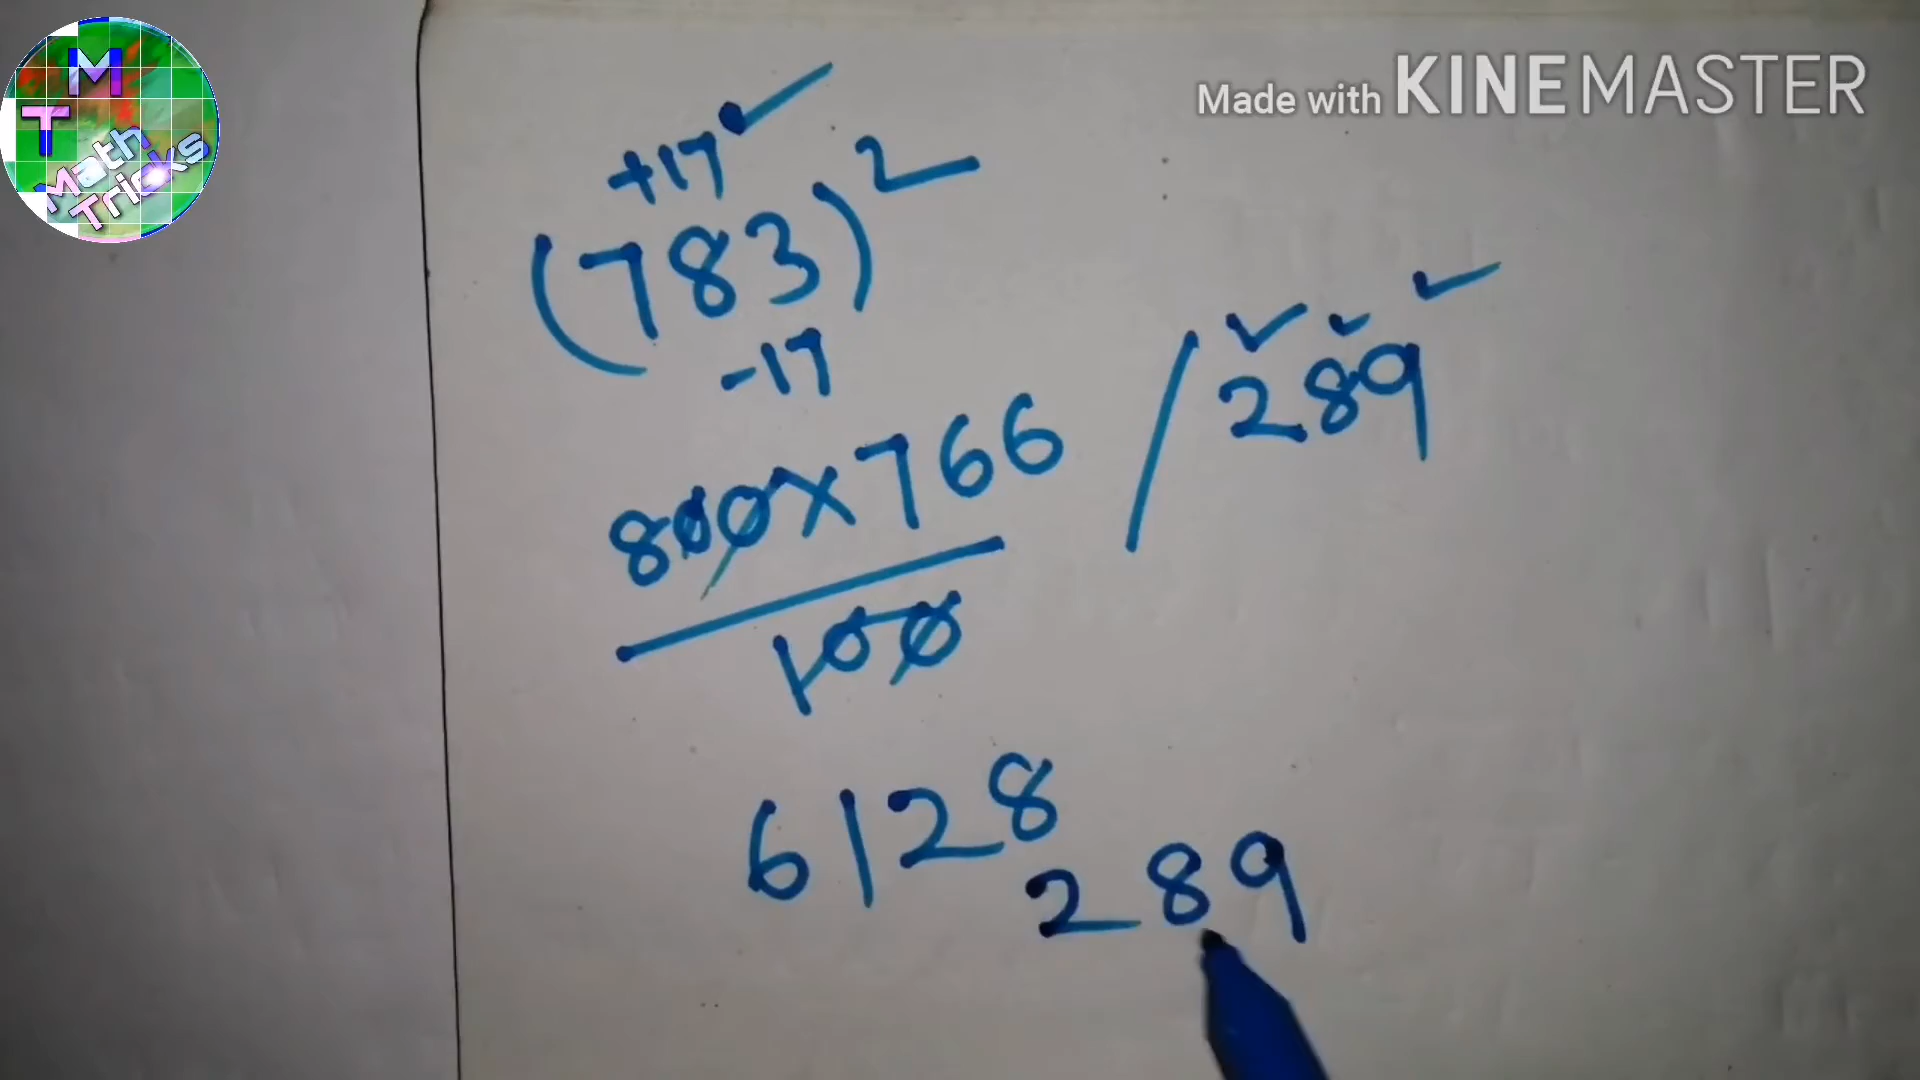 M
T
Math
Tricks
Made with KINEMASTER
+17
(783)²
-17
800×766 / 289
100
6128
289